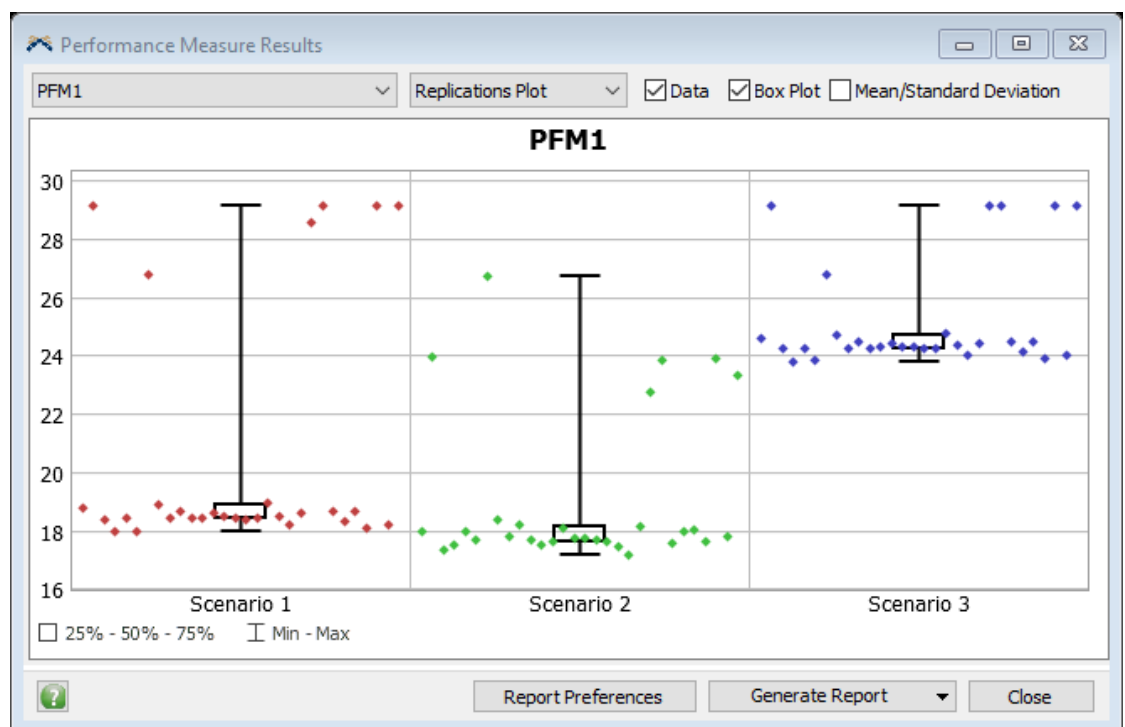 Performance Measure Results
PFM1 Replications Plot Data Box Plot Mean/Standard Deviation
PFM1
30
28
26
24
22
20
18
16
Scenario 1 Scenario 2 Scenario 3
25% - 50% - 75% Min - Max
? Report Preferences Generate Report Close